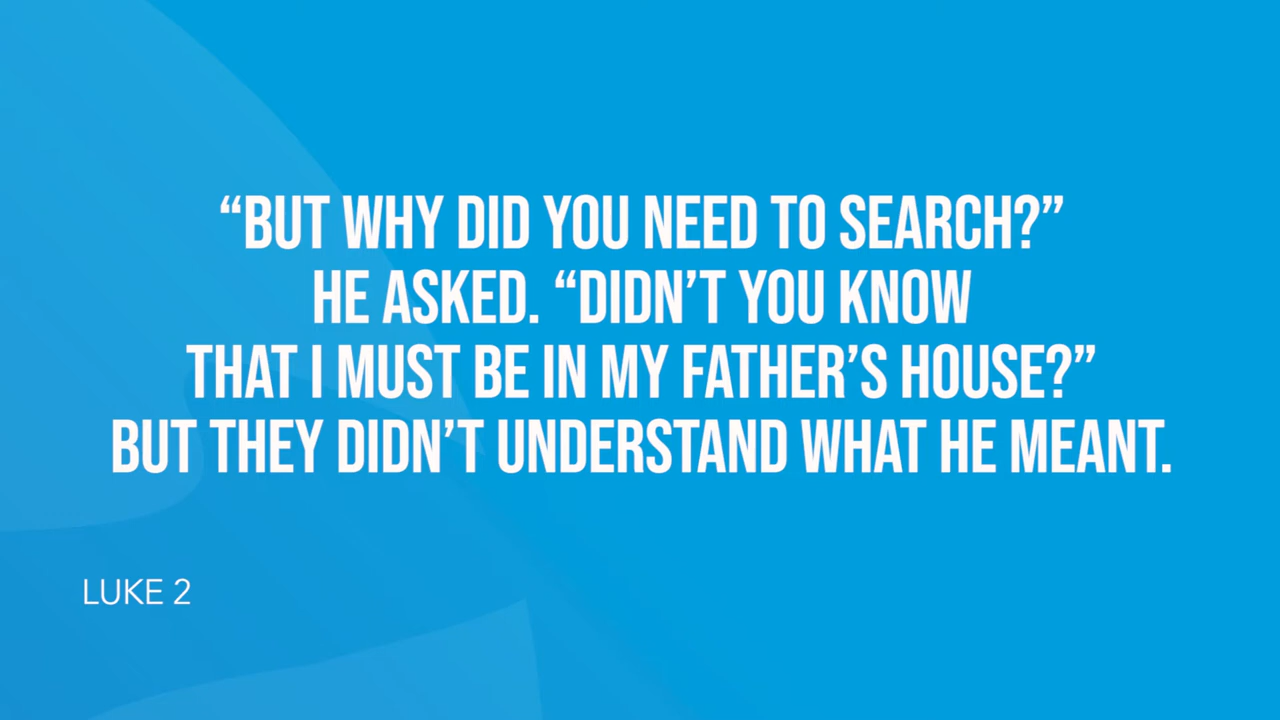 “BUT WHY DID YOU NEED TO SEARCH?”
HE ASKED. “DIDN’T YOU KNOW
THAT I MUST BE IN MY FATHER’S HOUSE?”
BUT THEY DIDN’T UNDERSTAND WHAT HE MEANT.
LUKE 2